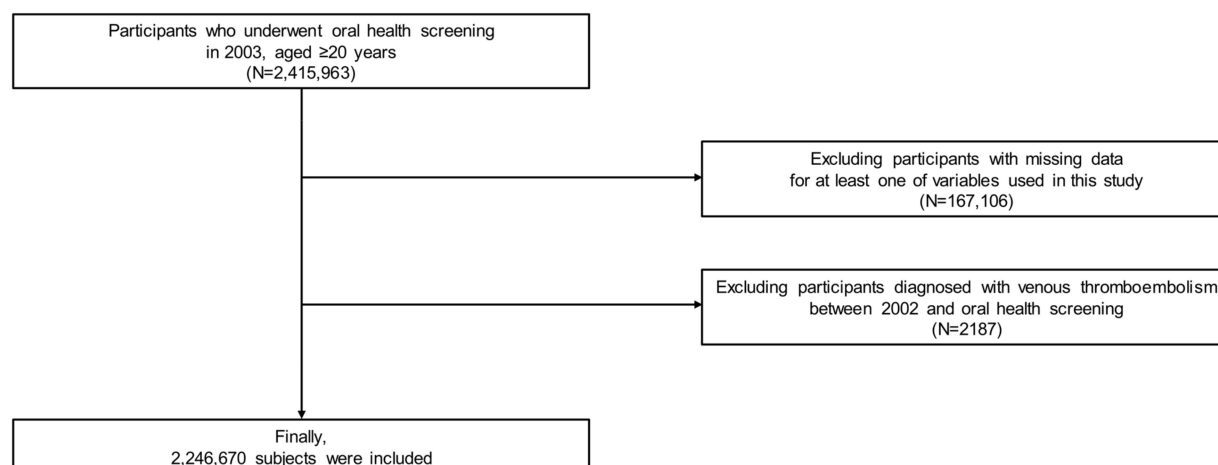 Participants who underwent oral health screening
in 2003, aged ≥20 years
(N=2,415,963)
Excluding participants with missing data
for at least one of variables used in this study
(N=167,106)
Excluding participants diagnosed with venous thromboembolism
between 2002 and oral health screening
(N=2187)
Finally,
2,246,670 subjects were included